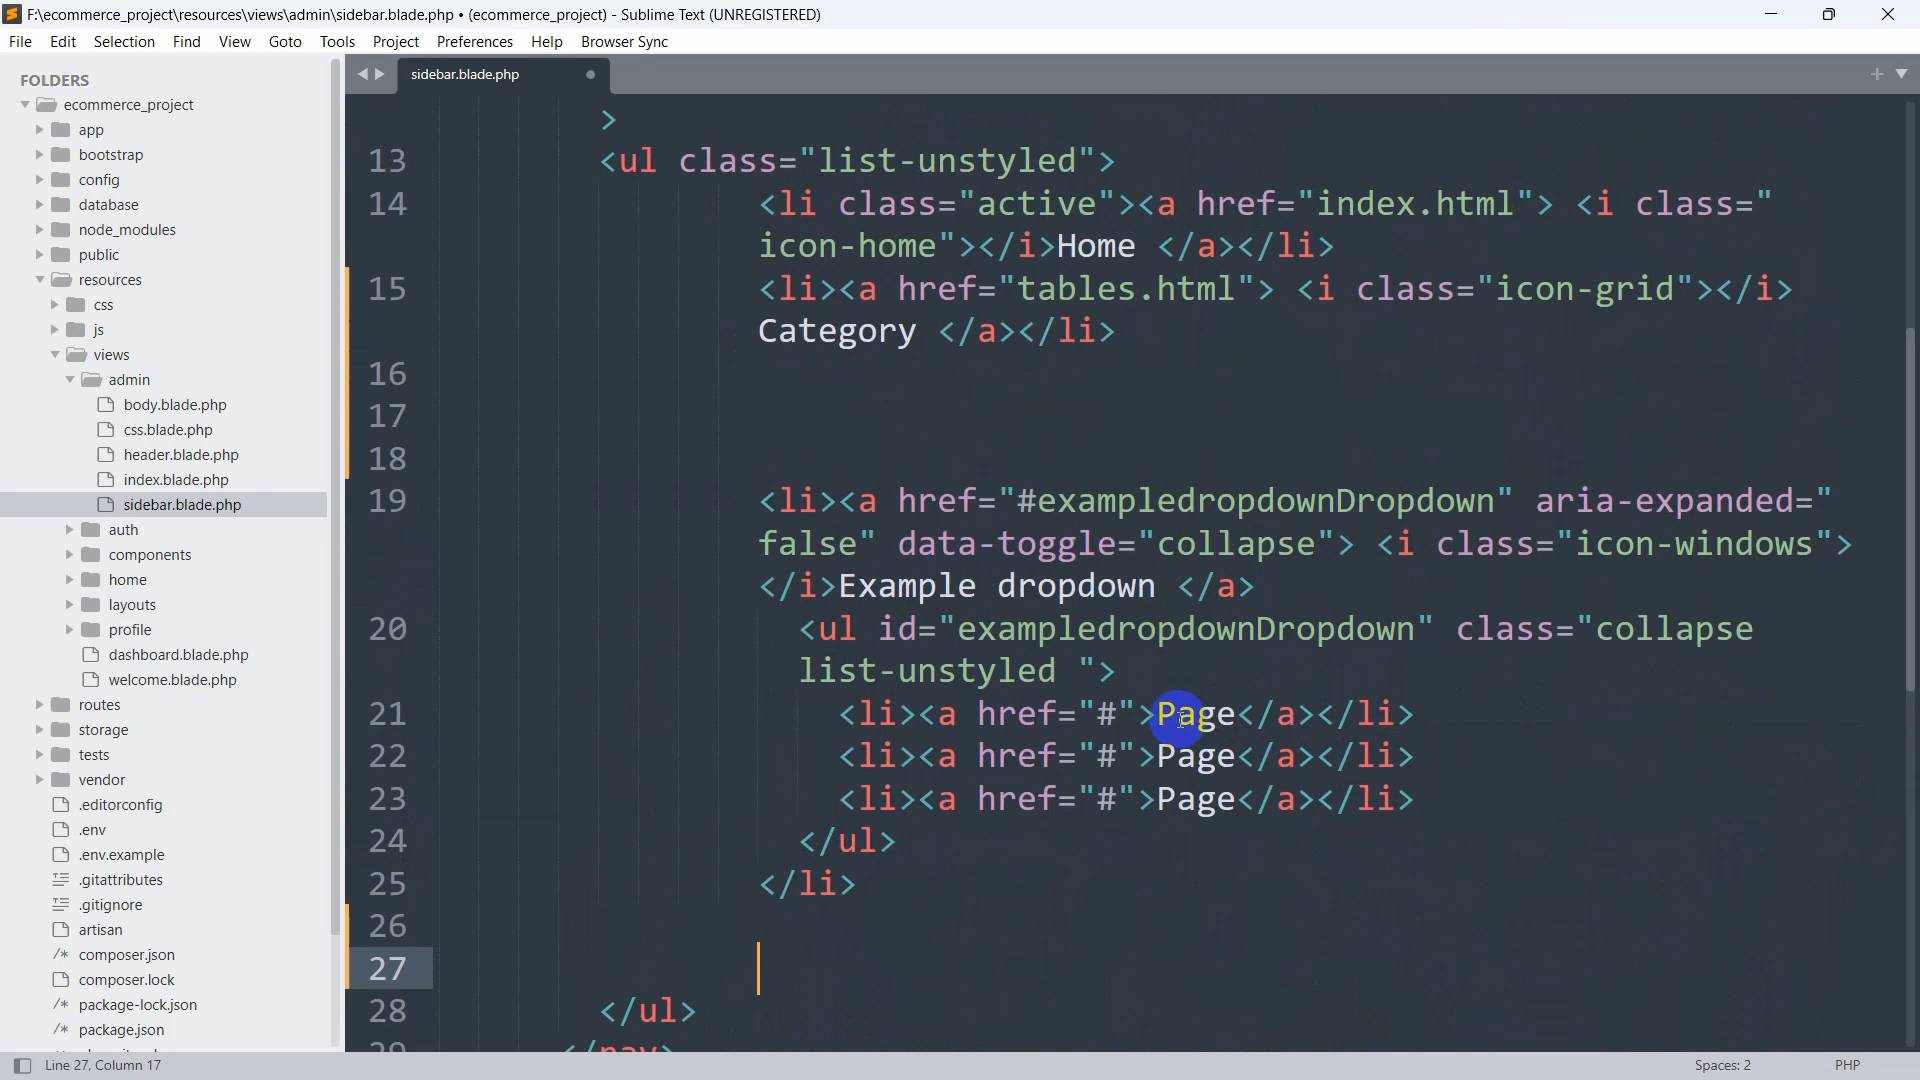 F:\ecommerce_project\resources\views\admin\sidebar.blade.php • (ecommerce_project) - Sublime Text (UNREGISTERED)
File Edit Selection Find View Goto Tools Project Preferences Help Browser Sync
FOLDERS
ecommerce_project
app
bootstrap
config
database
node_modules
public
resources
css
js
views
admin
body.blade.php
css.blade.php
header.blade.php
index.blade.php
sidebar.blade.php
auth
components
home
layouts
profile
dashboard.blade.php
welcome.blade.php
routes
storage
tests
vendor
.editorconfig
.env
.env.example
.gitattributes
.gitignore
artisan
/* composer.json
composer.lock
/* package-lock.json
/* package.json
sidebar.blade.php
>
13 <ul class="list-unstyled">
14 <li class="active"><a href="index.html"> <i class="
icon-home"></i>Home </a></li>
15 <li><a href="tables.html"> <i class="icon-grid"></i>
Category </a></li>
16
17
18
19 <li><a href="#exampledropdownDropdown" aria-expanded="
false" data-toggle="collapse"> <i class="icon-windows">
</i>Example dropdown </a>
20 <ul id="exampledropdownDropdown" class="collapse
list-unstyled ">
21 <li><a href="#">Page</a></li>
22 <li><a href="#">Page</a></li>
23 <li><a href="#">Page</a></li>
24 </ul>
25 </li>
26
27
28 </ul>
29 </nav>
Line 27, Column 17
Spaces: 2
PHP